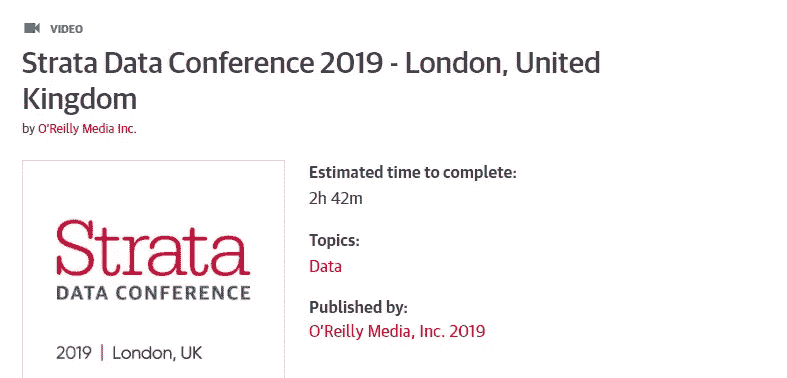 VIDEO
Strata Data Conference 2019 - London, United
Kingdom
by O'Reilly Media Inc.
Estimated time to complete:
2h 42m
Topics:
Data
Published by:
O'Reilly Media, Inc. 2019
Strata
DATA CONFERENCE
2019 | London, UK